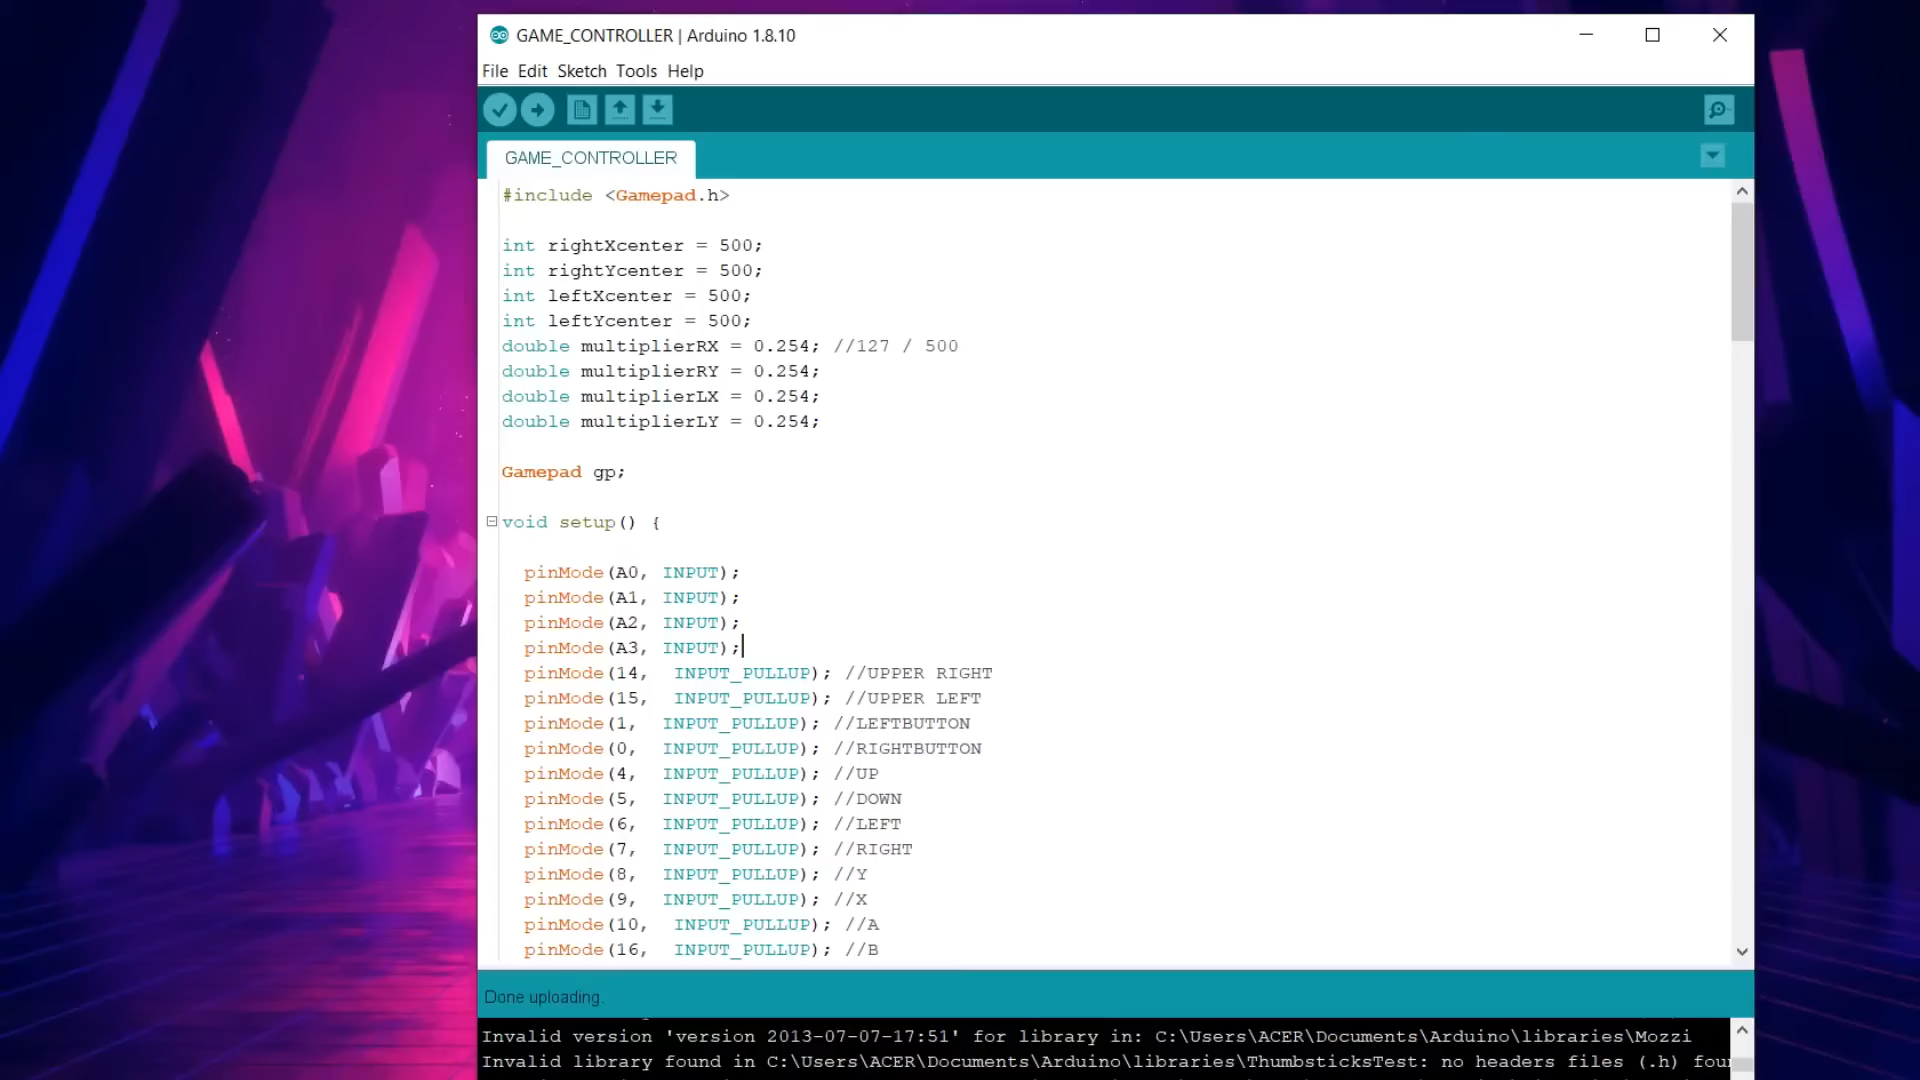 GAME_CONTROLLER | Arduino 1.8.10
File Edit Sketch Tools Help
GAME_CONTROLLER
#include <Gamepad.h>
int rightXcenter = 500;
int rightYcenter = 500;
int leftXcenter = 500;
int leftYcenter = 500;
double multiplierRX = 0.254; //127 / 500
double multiplierRY = 0.254;
double multiplierLX = 0.254;
double multiplierLY = 0.254;
Gamepad gp;
void setup() {
pinMode(A0, INPUT);
pinMode(A1, INPUT);
pinMode(A2, INPUT);
pinMode(A3, INPUT);
pinMode(14, INPUT_PULLUP); //UPPER RIGHT
pinMode(15, INPUT_PULLUP); //UPPER LEFT
pinMode(1, INPUT_PULLUP); //LEFTBUTTON
pinMode(0, INPUT_PULLUP); //RIGHTBUTTON
pinMode(4, INPUT_PULLUP); //UP
pinMode(5, INPUT_PULLUP); //DOWN
pinMode(6, INPUT_PULLUP); //LEFT
pinMode(7, INPUT_PULLUP); //RIGHT
pinMode(8, INPUT_PULLUP); //Y
pinMode(9, INPUT_PULLUP); //X
pinMode(10, INPUT_PULLUP); //A
pinMode(16, INPUT_PULLUP); //B
Done uploading.
Invalid version 'version 2013-07-07-17:51' for library in: C:\Users\ACER\Documents\Arduino\libraries\Mozzi
Invalid library found in C:\Users\ACER\Documents\Arduino\libraries\ThumbsticksTest: no headers files (.h) foun